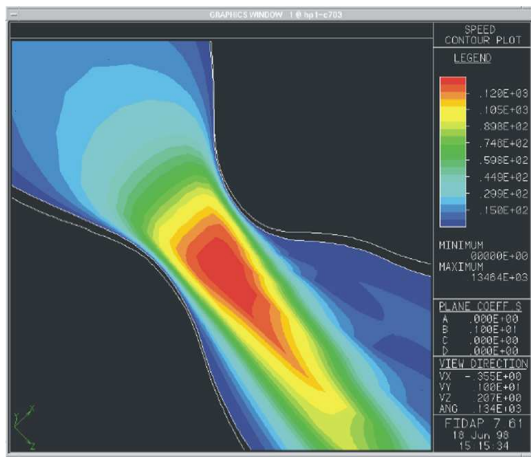 GRAPHICS WINDOW 1 @ hp1-c703
SPEED
CONTOUR PLOT
LEGEND
.120E+03
.105E+03
.898E+02
.748E+02
.598E+02
.449E+02
.299E+02
.150E+02
MINIMUM
00000E+00
MAXIMUM
13464E+03
PLANE COEFF S
A .000E+00
B .100E+01
C .000E+00
D .000E+00
VIEW DIRECTION
VX -.355E+00
VY .100E+01
VZ .207E+00
ANG .134E+03
FIDAP 7 61
18 Jun 98
15 15:34